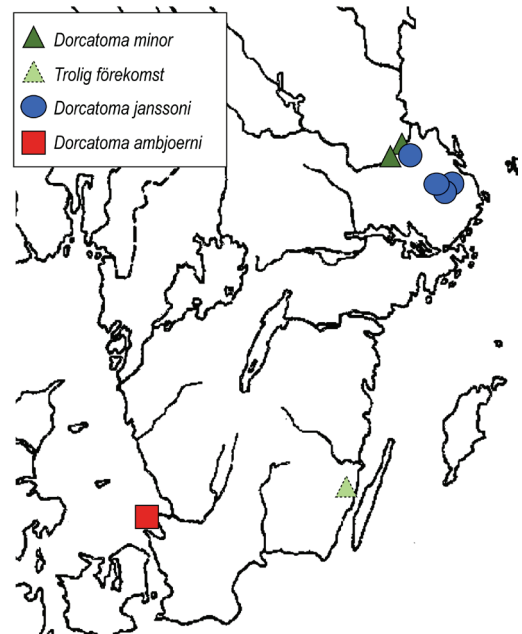 Dorcatoma minor
Trolig förekomst
Dorcatoma janssoni
Dorcatoma ambjoerni